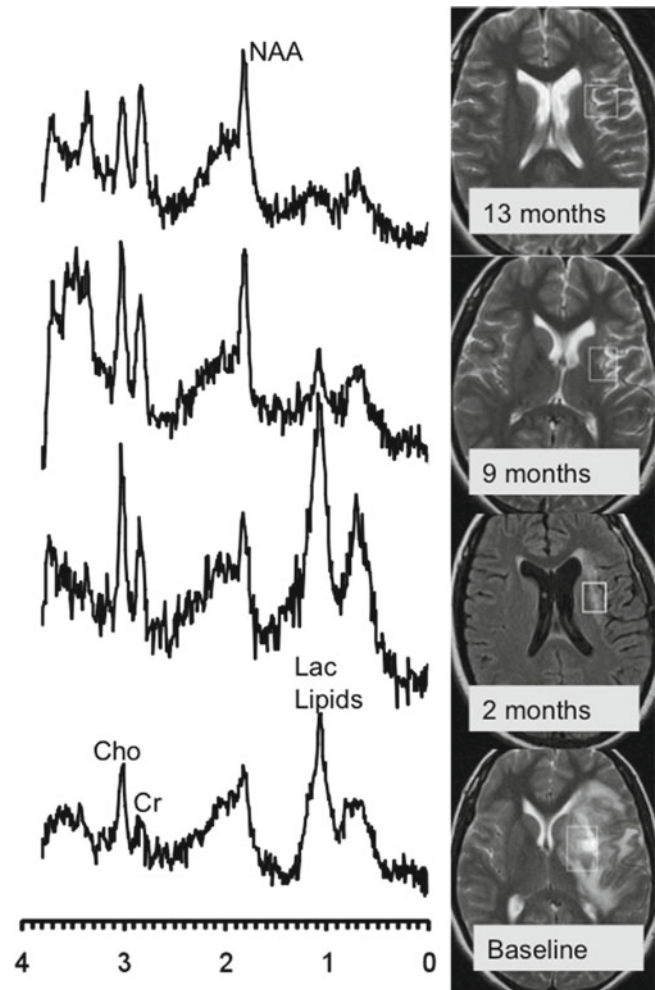 NAA
13 months
9 months
2 months
Lac
Lipids
Cho
Cr
4 3 2 1 0
Baseline